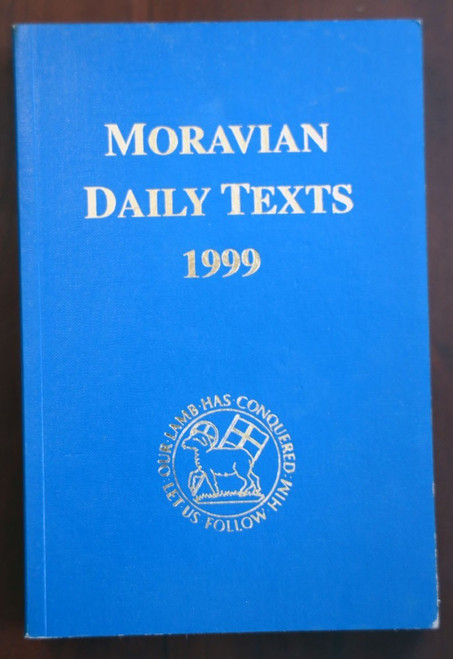 MORAVIAN
DAILY TEXTS
1999
OUR · LAMB · HAS CONQUERED ·
LET US FOLLOW HIM ·